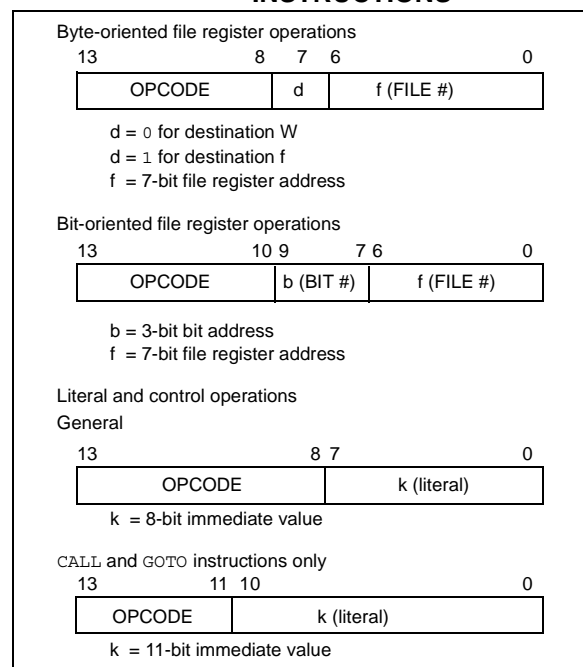 INSTRUCTIONS
Byte-oriented file register operations
13 8 7 6 0
OPCODE d f (FILE #)
d = 0 for destination W
d = 1 for destination f
f = 7-bit file register address
Bit-oriented file register operations
13 10 9 7 6 0
OPCODE b (BIT #) f (FILE #)
b = 3-bit bit address
f = 7-bit file register address
Literal and control operations
General
13 8 7 0
OPCODE k (literal)
k = 8-bit immediate value
CALL and GOTO instructions only
13 11 10 0
OPCODE k (literal)
k = 11-bit immediate value